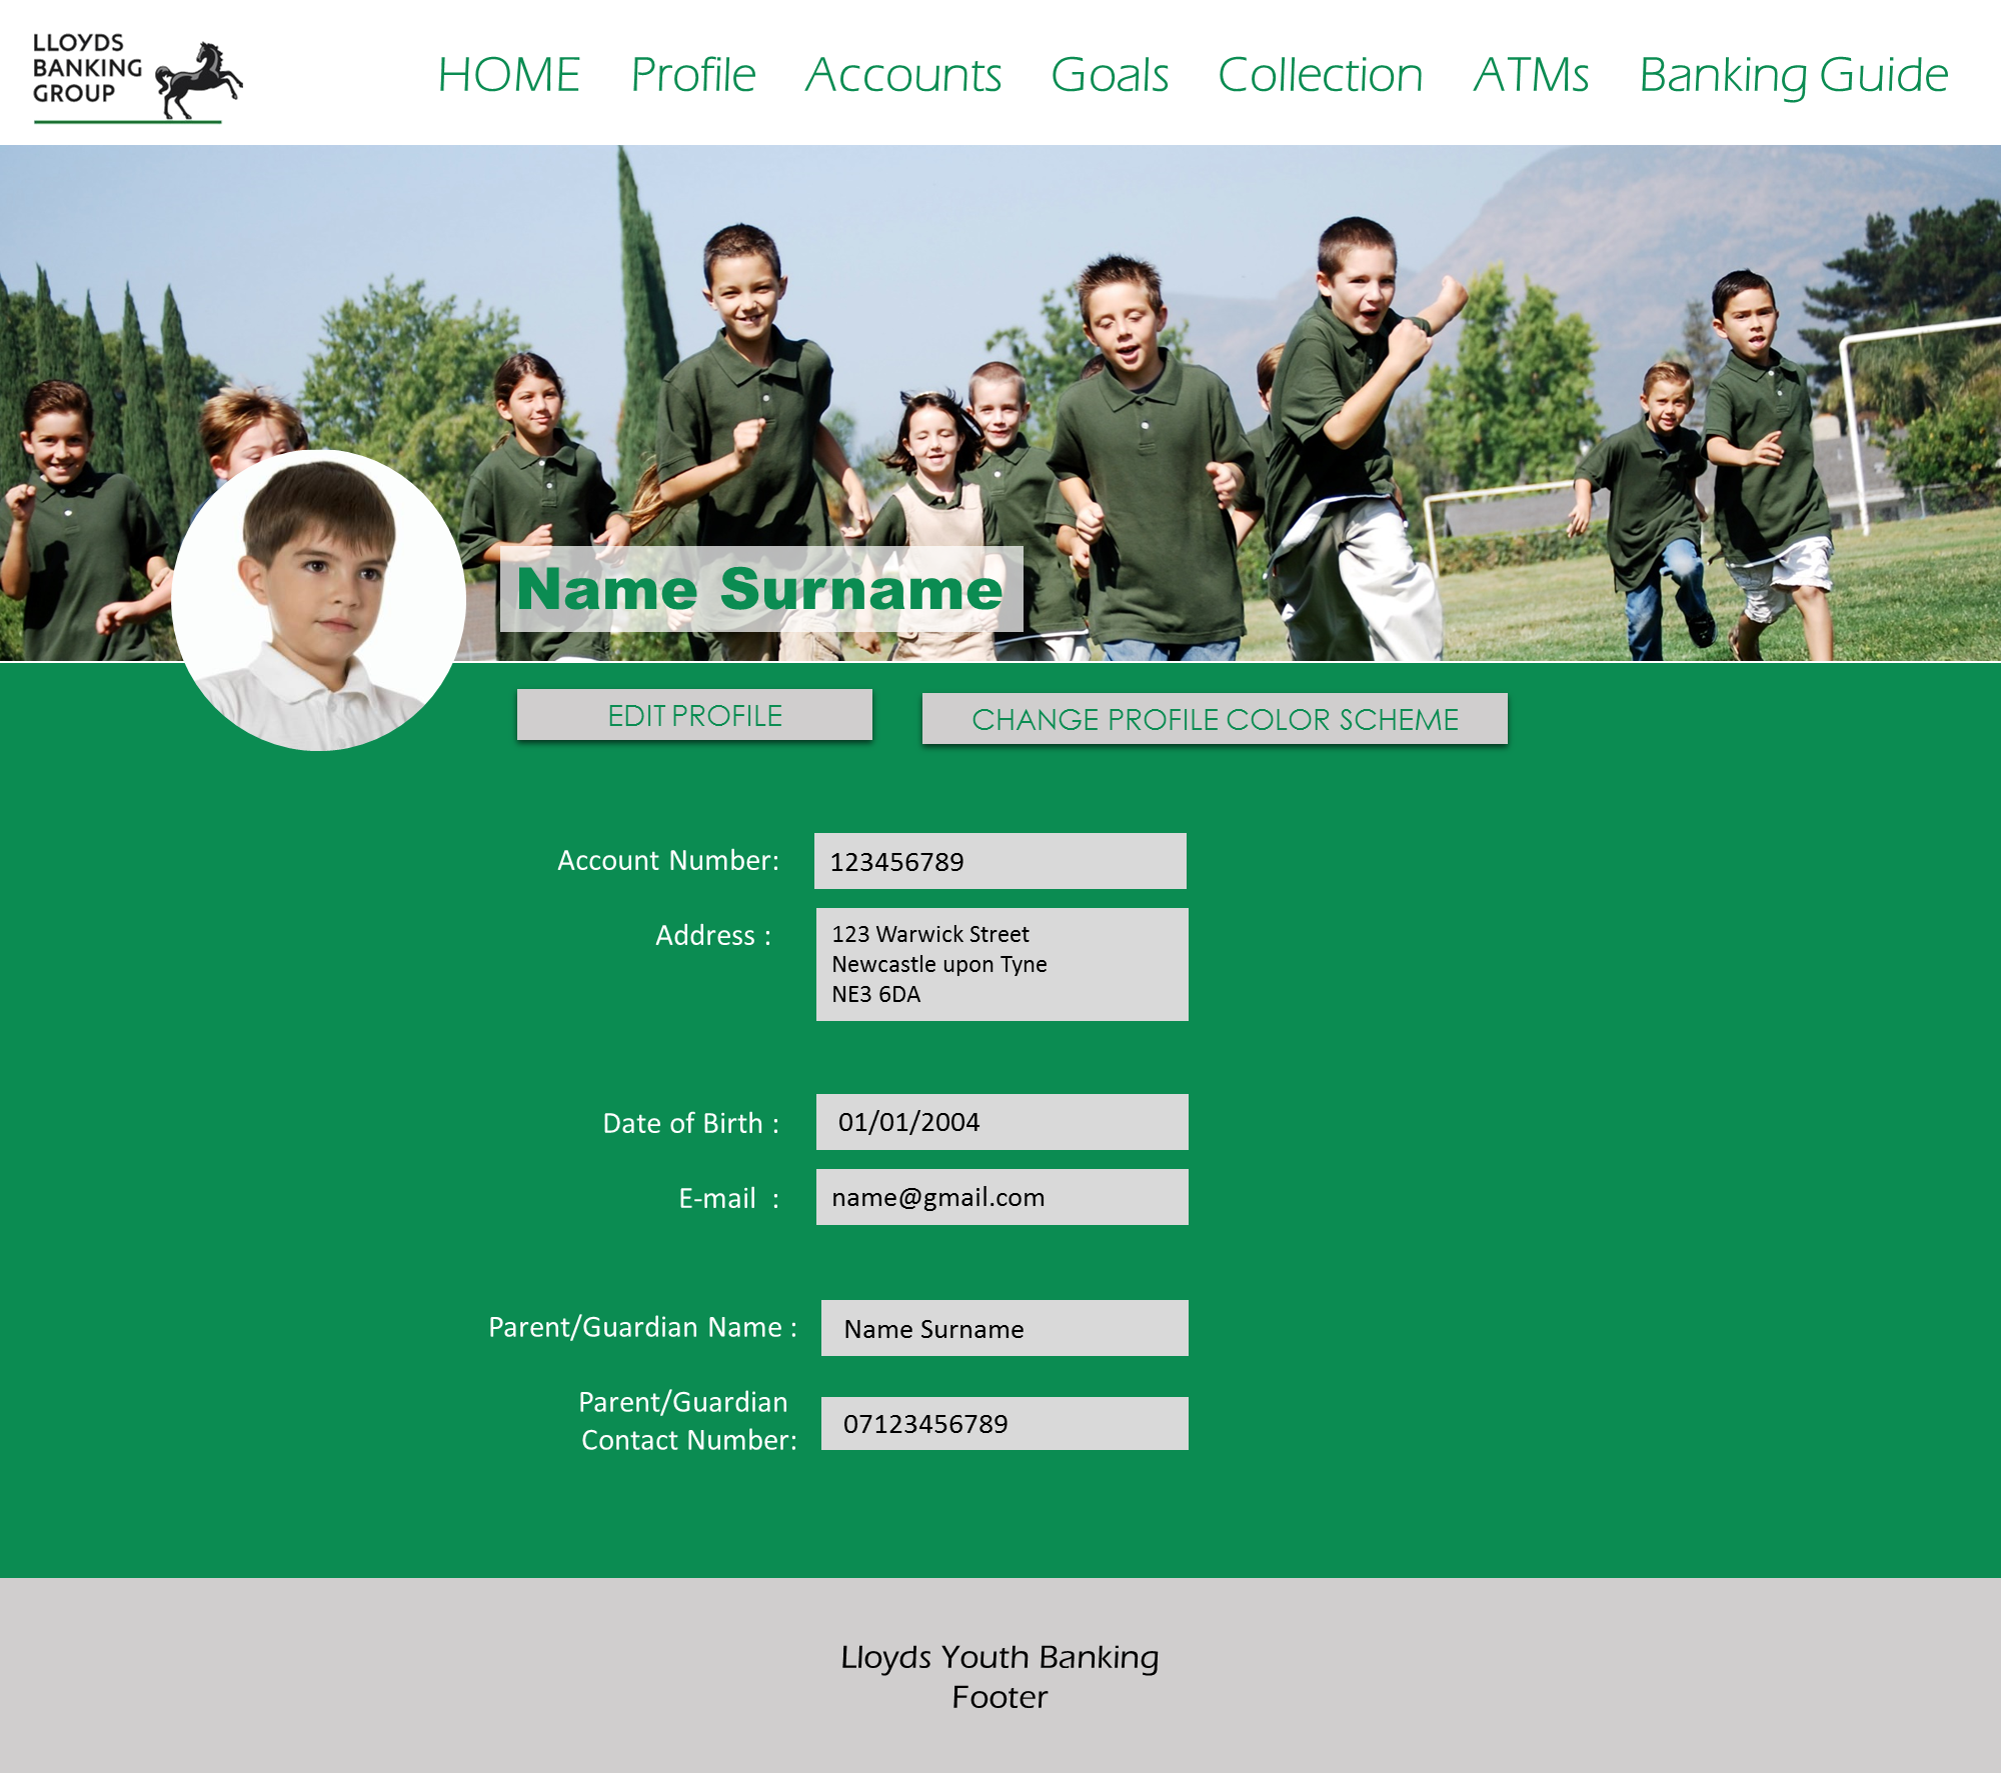 LLOYDS
BANKING
GROUP
HOME Profile Accounts Goals Collection ATMs Banking Guide
Name Surname
EDIT PROFILE
CHANGE PROFILE COLOR SCHEME
Account Number: 123456789
Address : 123 Warwick Street
Newcastle upon Tyne
NE3 6DA
Date of Birth : 01/01/2004
E-mail : name@gmail.com
Parent/Guardian Name : Name Surname
Parent/Guardian
Contact Number: 07123456789
Lloyds Youth Banking
Footer